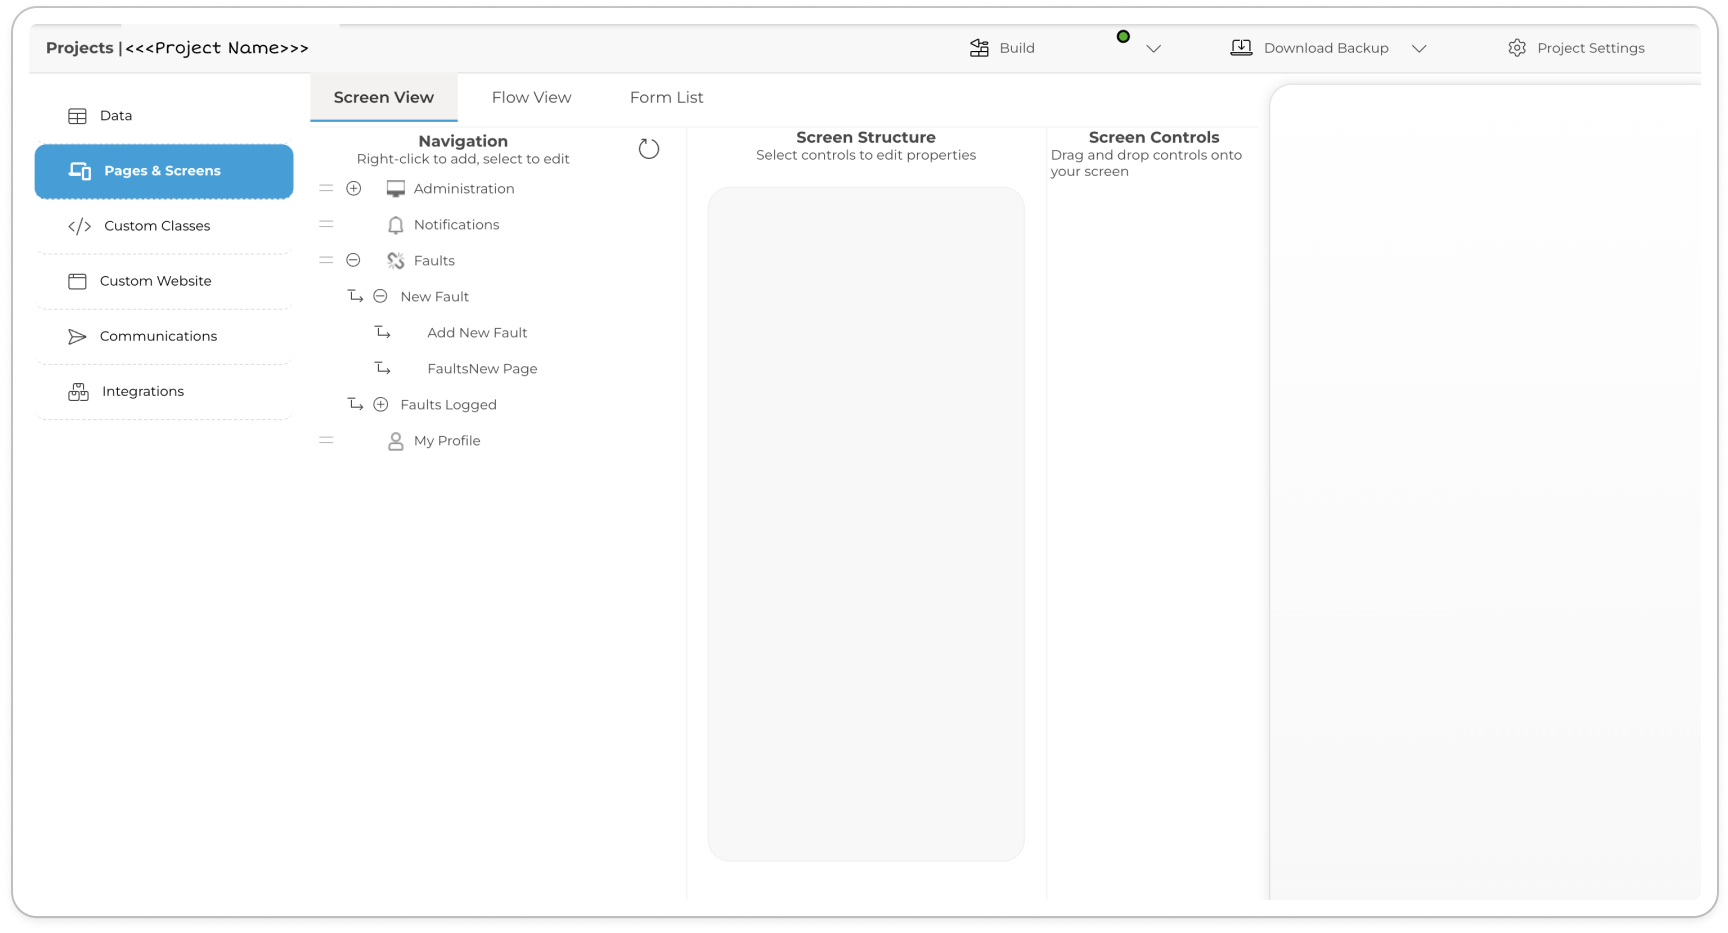 Projects | <<<Project Name>>>
Build
Download Backup
Project Settings
Data
Pages & Screens
Custom Classes
Custom Website
Communications
Integrations
Screen View
Flow View
Form List
Navigation
Right-click to add, select to edit
Administration
Notifications
Faults
New Fault
Add New Fault
FaultsNew Page
Faults Logged
My Profile
Screen Structure
Select controls to edit properties
Screen Controls
Drag and drop controls onto
your screen